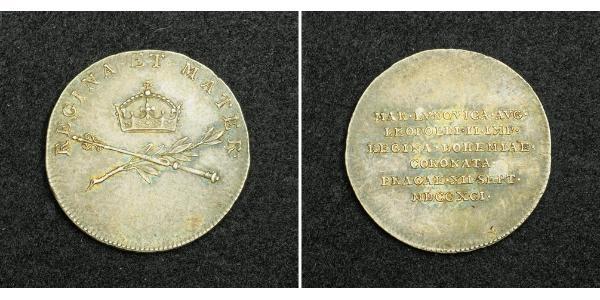 REGINA ET MATER·
MAR·LVDOVICA·AVG·
LEOPOLDI·II·IMP·
REGINA·BOHEMIAE
CORONATA
PRAGAE·XII·SEPT·
MDCCXCI·